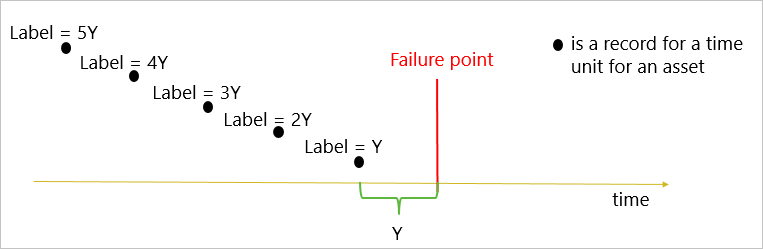 Label = 5Y
Label = 4Y
Label = 3Y
Label = 2Y
Label = Y
Failure point
is a record for a time
unit for an asset
time
Y